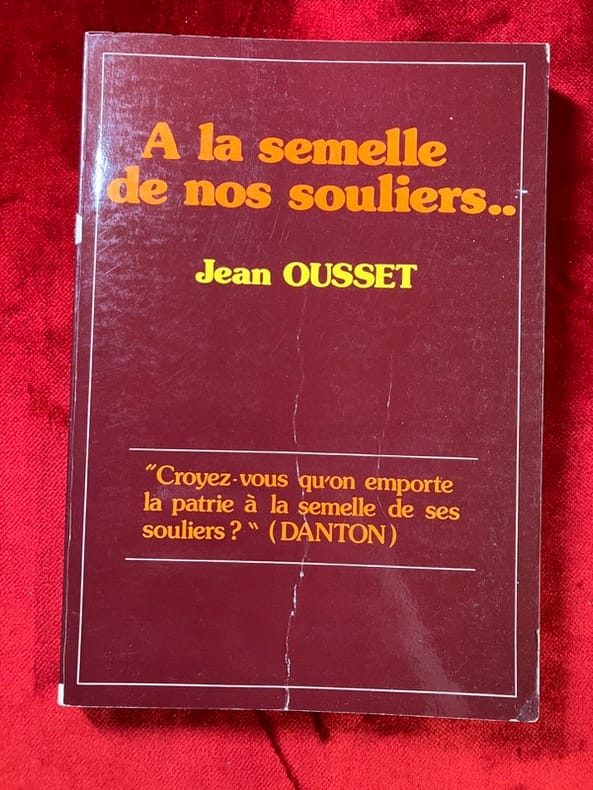 A la semelle
de nos souliers..
Jean OUSSET
"Croyez-vous qu'on emporte
la patrie à la semelle de ses
souliers ? " (DANTON)